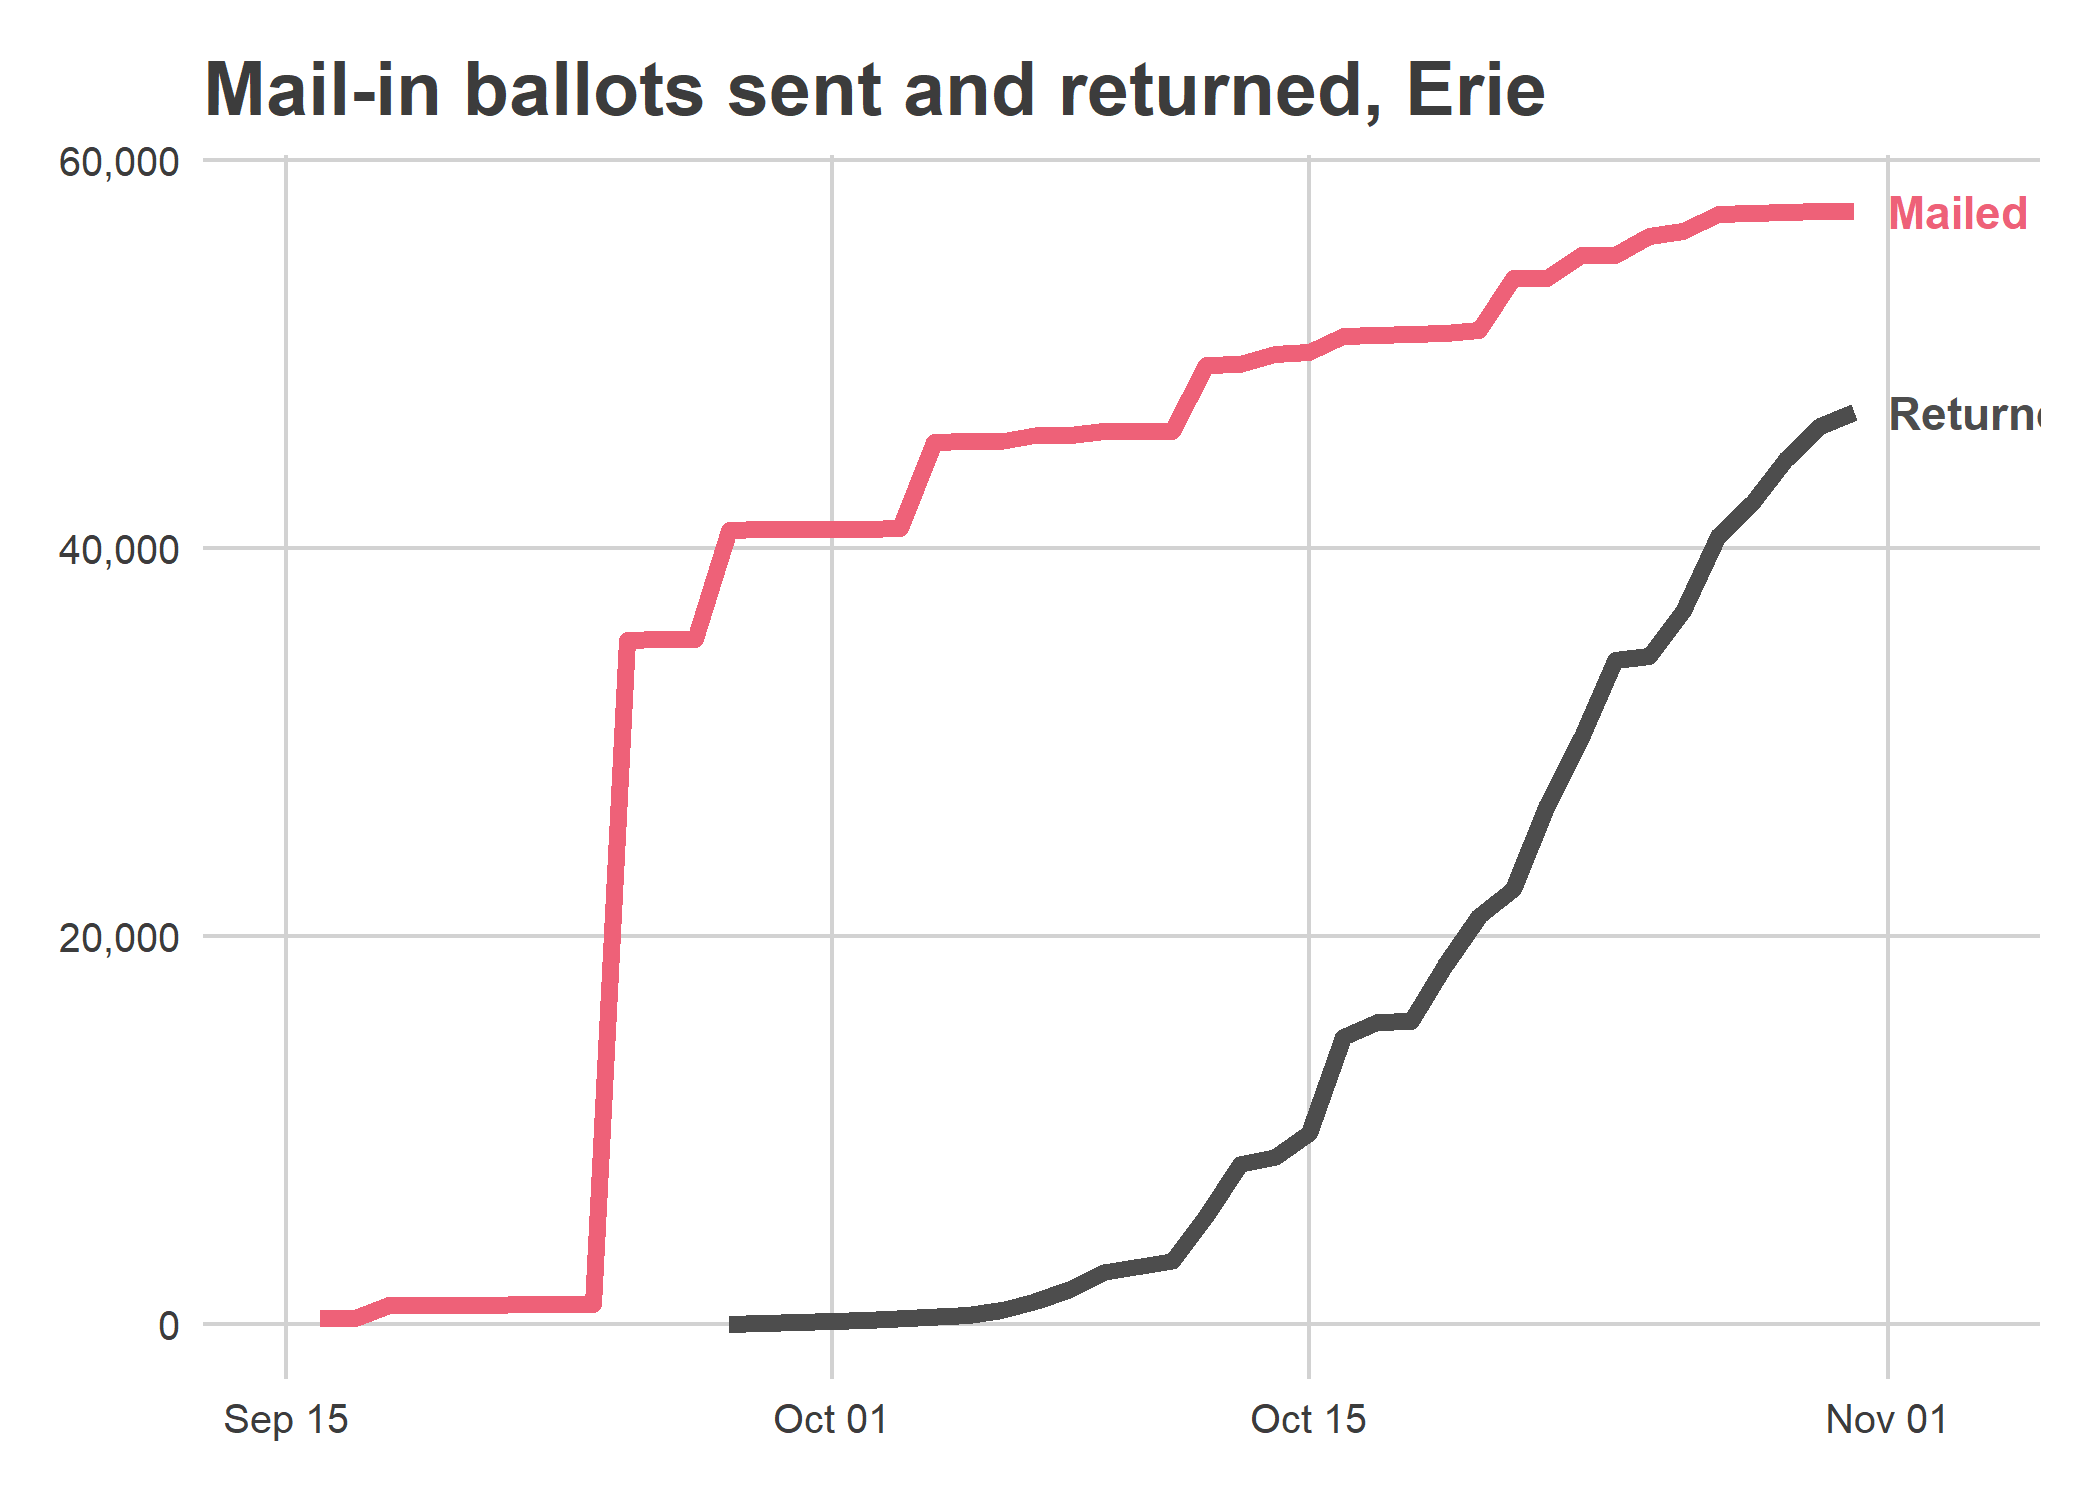 Mail-in ballots sent and returned, Erie
60,000
Mailed
Returne
40,000
20,000
0
Sep 15 Oct 01 Oct 15 Nov 01